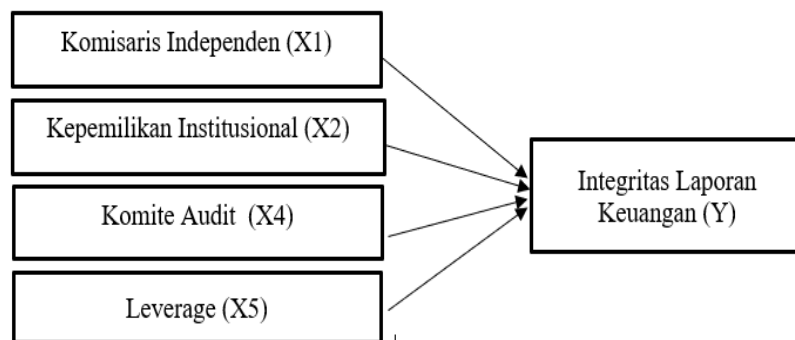 Komisaris Independen (X1)
Kepemilikan Institusional (X2)
Komite Audit (X4)
Leverage (X5)
Integritas Laporan
Keuangan (Y)